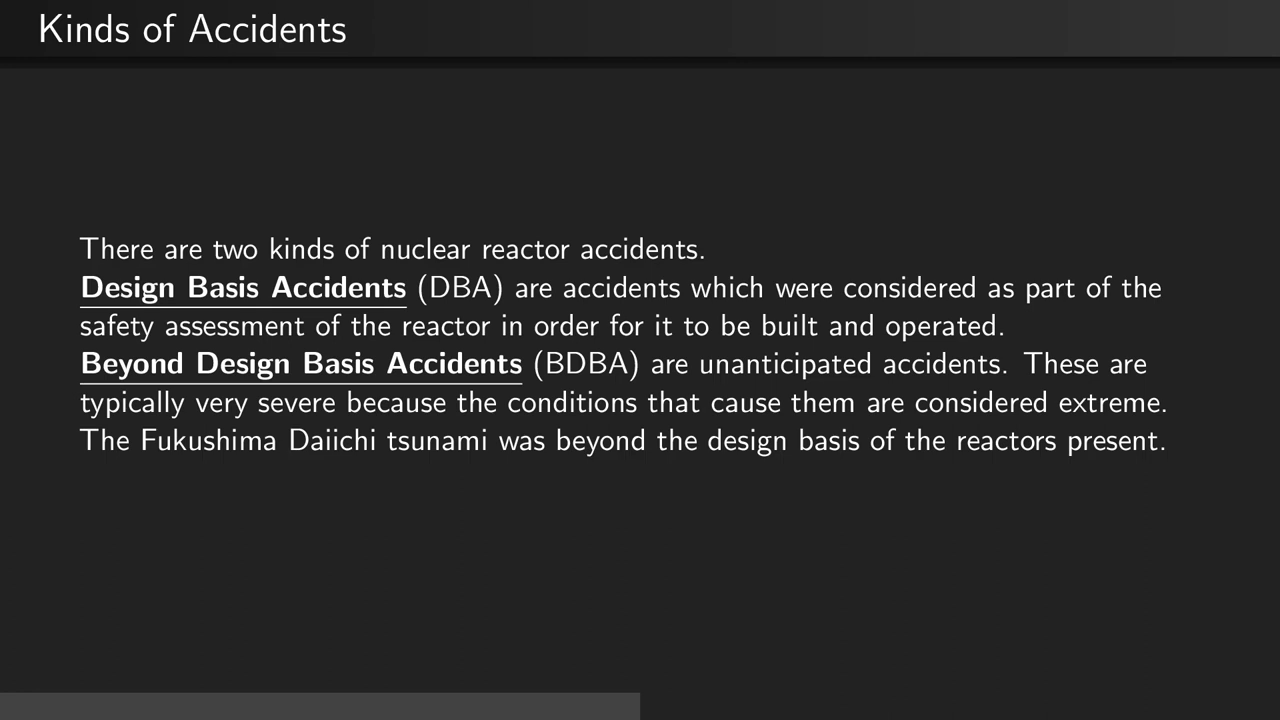 Kinds of Accidents
There are two kinds of nuclear reactor accidents.
Design Basis Accidents (DBA) are accidents which were considered as part of the
safety assessment of the reactor in order for it to be built and operated.
Beyond Design Basis Accidents (BDBA) are unanticipated accidents. These are
typically very severe because the conditions that cause them are considered extreme.
The Fukushima Daiichi tsunami was beyond the design basis of the reactors present.